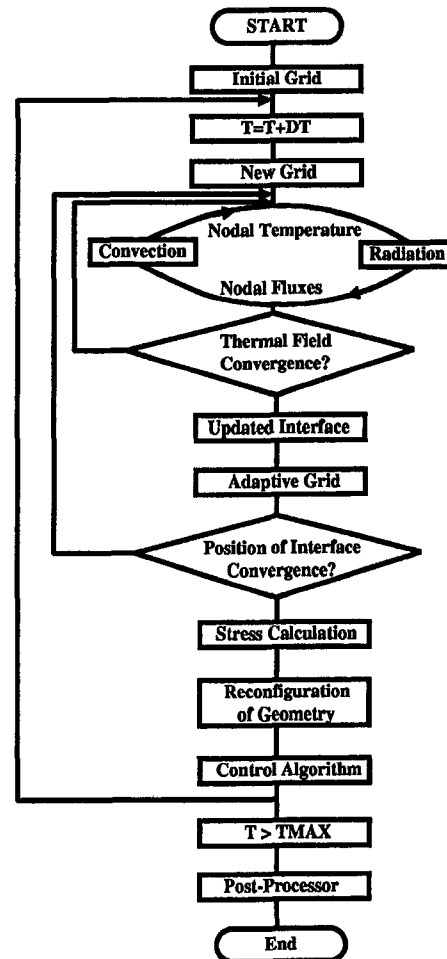 START
Initial Grid
T=T+DT
New Grid
Nodal Temperature
Convection
Radiation
Nodal Fluxes
Thermal Field
Convergence?
Updated Interface
Adaptive Grid
Position of Interface
Convergence?
Stress Calculation
Reconfiguration
of Geometry
Control Algorithm
T > TMAX
Post-Processor
End